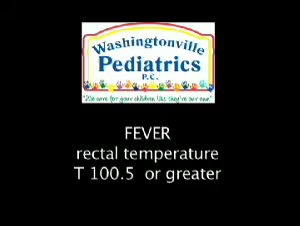 Washingtonville
Pediatrics
P.C.
"We care for your children like they're our own"
FEVER
rectal temperature
T 100.5 or greater